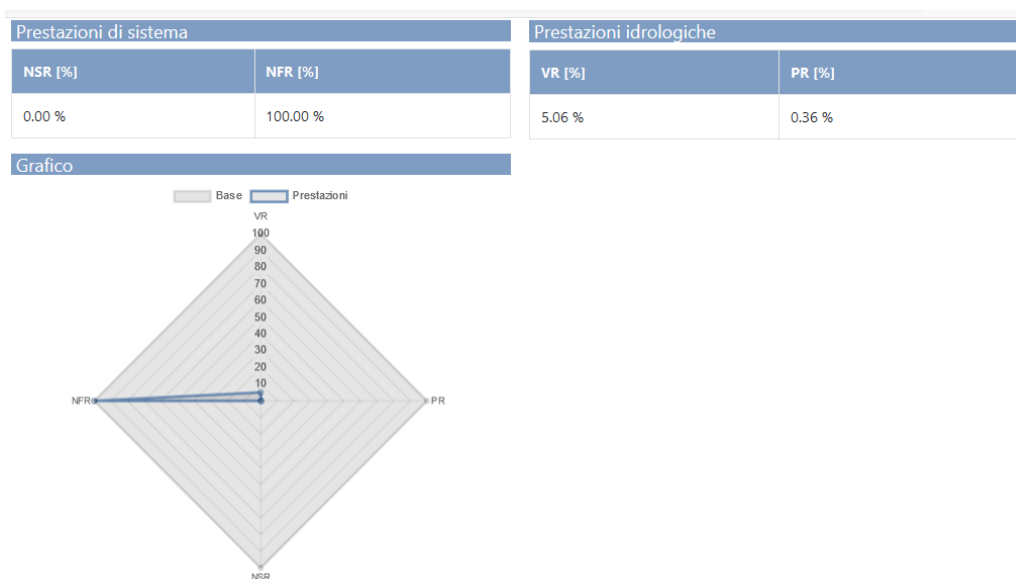 Prestazioni di sistema
NSR [%] NFR [%]
0.00 % 100.00 %
Prestazioni idrologiche
VR [%] PR [%]
5.06 % 0.36 %
Grafico
Base Prestazioni
VR
100
90
80
70
60
50
40
30
20
10
NFR PR
NSR